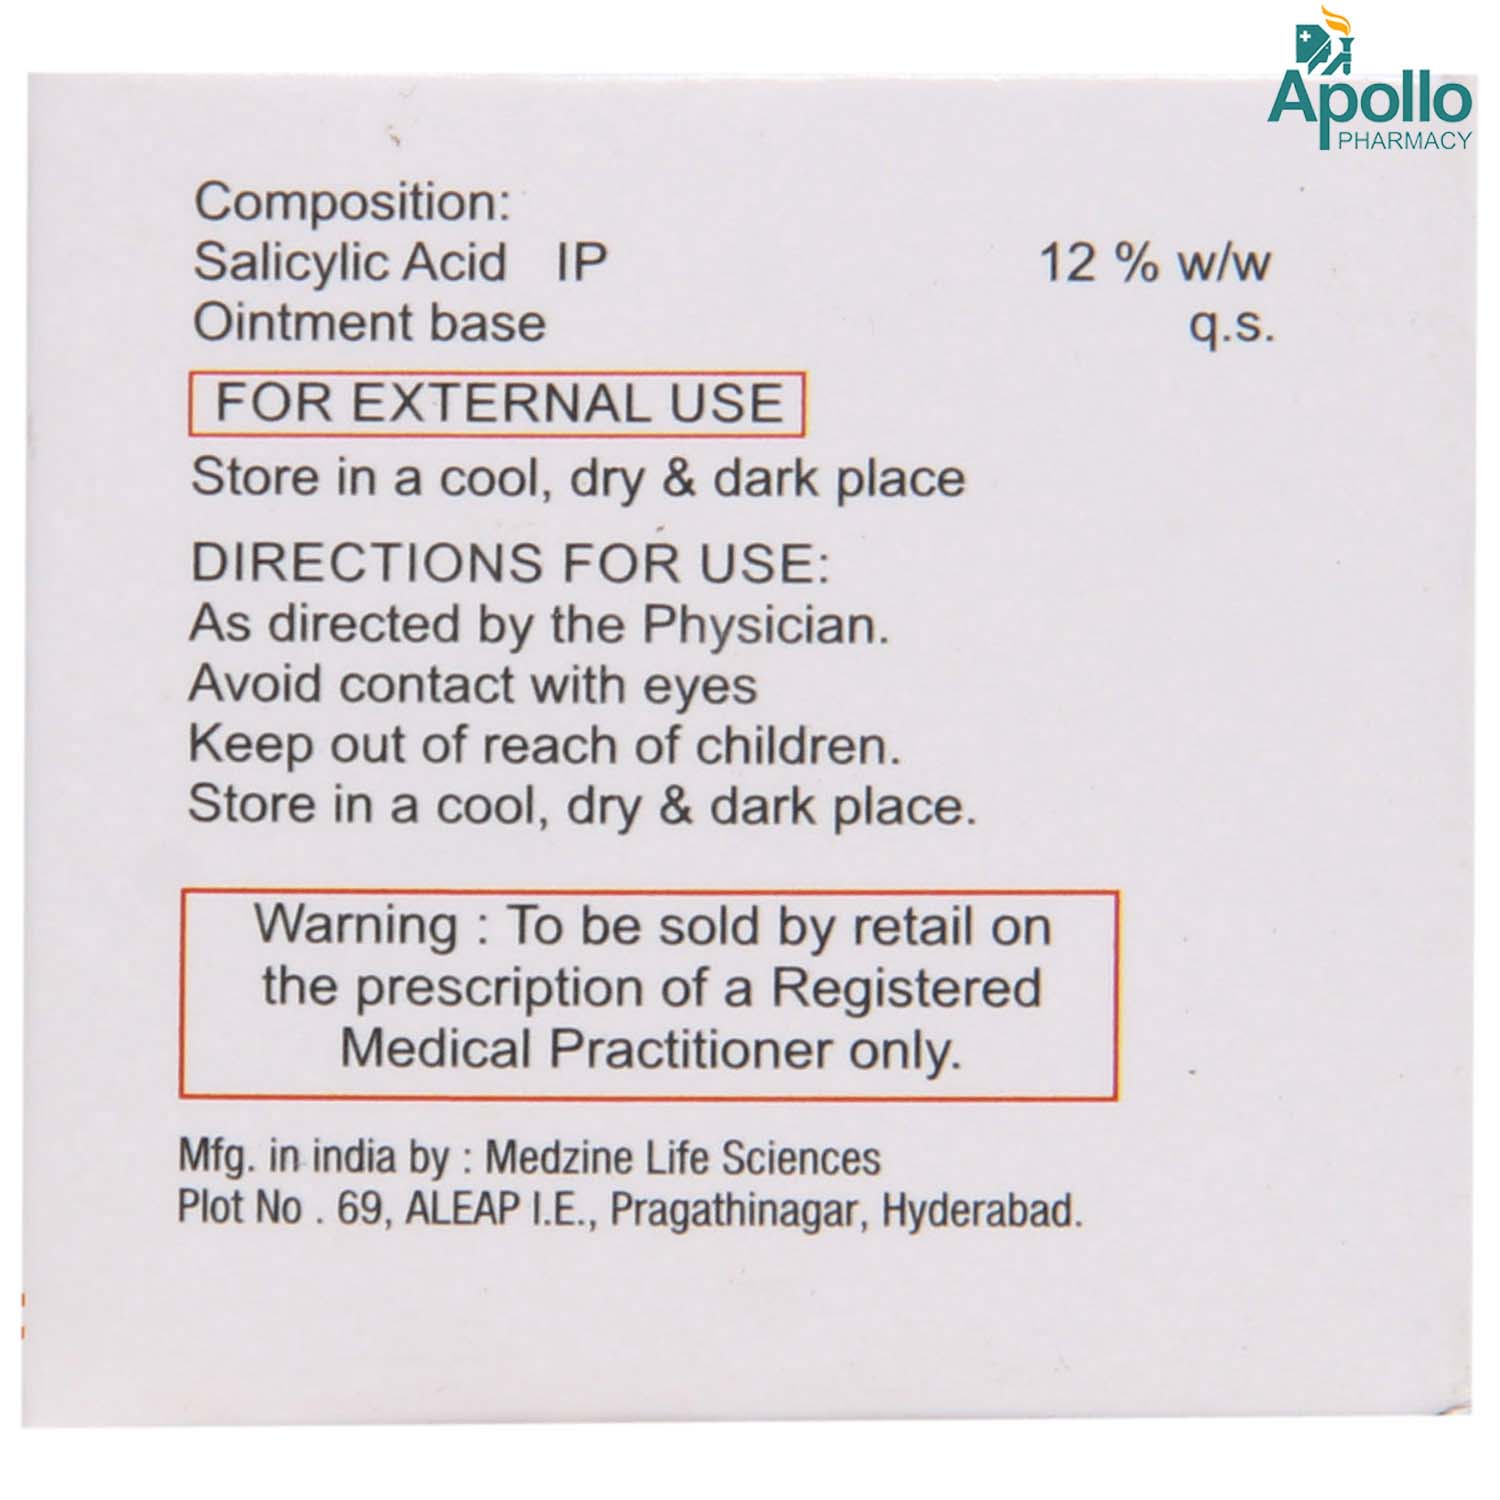 Apollo
PHARMACY
Composition:
Salicylic Acid IP 12 % w/w
Ointment base q.s.
FOR EXTERNAL USE
Store in a cool, dry & dark place
DIRECTIONS FOR USE:
As directed by the Physician.
Avoid contact with eyes
Keep out of reach of children.
Store in a cool, dry & dark place.
Warning : To be sold by retail on
the prescription of a Registered
Medical Practitioner only.
Mfg. in india by : Medzine Life Sciences
Plot No . 69, ALEAP I.E., Pragathinagar, Hyderabad.